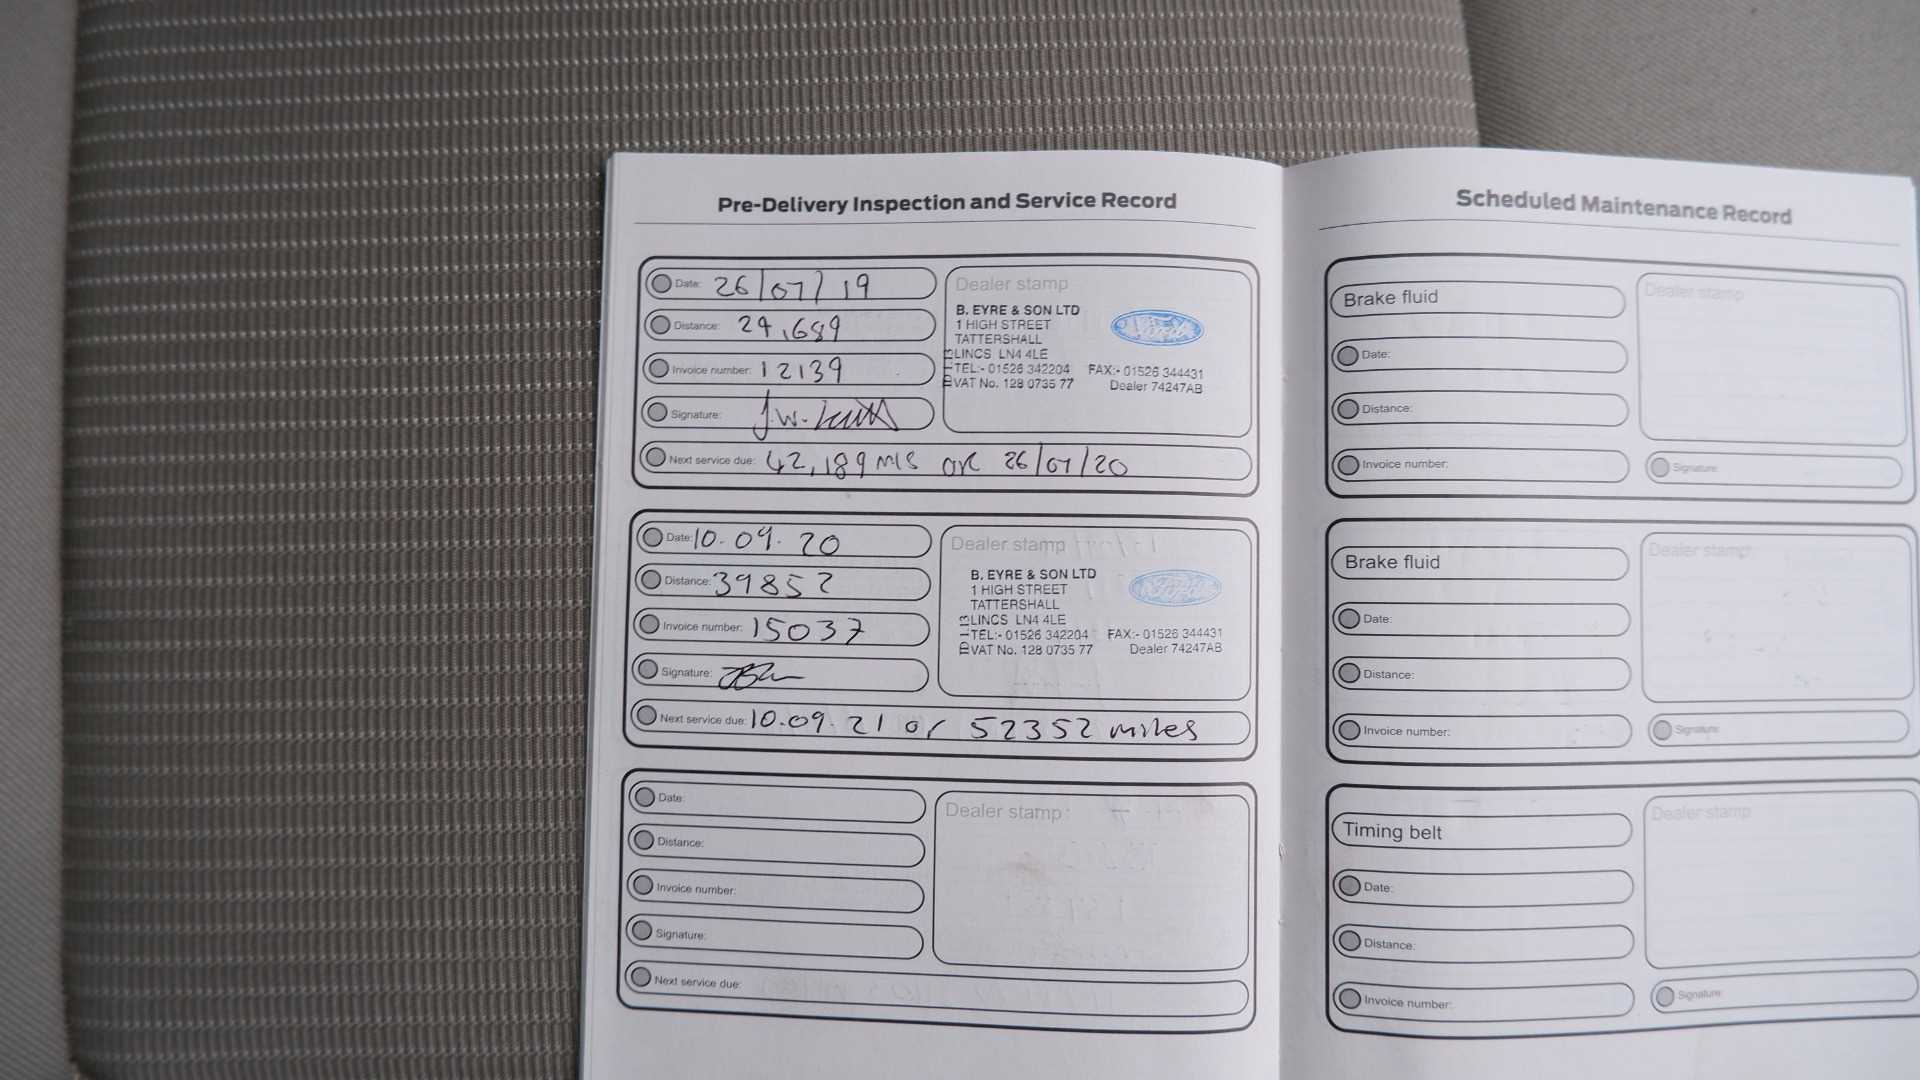 Pre-Delivery Inspection and Service Record
Date: 26/07/19
Distance: 29,689
Invoice number: 12139
Signature:
Next service due: 42,189 mls or 26/07/20
Dealer stamp
B. EYRE & SON LTD
1 HIGH STREET
TATTERSHALL
LINCS LN4 4LE
TEL:- 01526 342204 FAX:- 01526 344431
VAT No. 128 0735 77 Dealer 74247AB
Ford
Date: 10.09.20
Distance: 39852
Invoice number: 15037
Signature:
Next service due: 10.09.21 or 52352 miles
Dealer stamp
B. EYRE & SON LTD
1 HIGH STREET
TATTERSHALL
LINCS LN4 4LE
TEL:- 01526 342204 FAX:- 01526 344431
VAT No. 128 0735 77 Dealer 74247AB
Ford
Date:
Distance:
Invoice number:
Signature:
Next service due:
Dealer stamp:
Scheduled Maintenance Record
Brake fluid
Date:
Distance:
Invoice number:
Dealer stamp
Signature:
Brake fluid
Date:
Distance:
Invoice number:
Dealer stamp
Signature:
Timing belt
Date:
Distance:
Invoice number:
Dealer stamp
Signature: